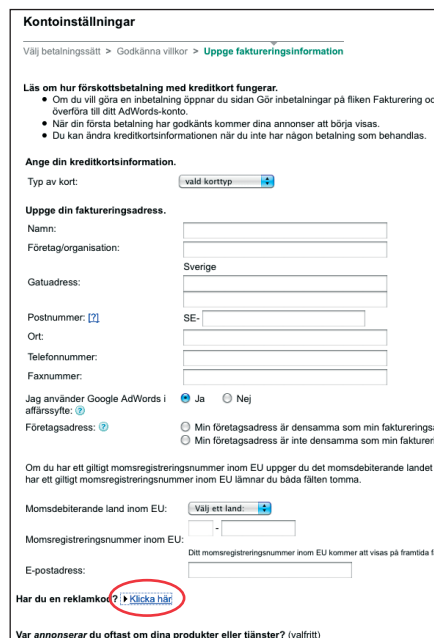 Kontoinställningar
Välj betalningssätt > Godkänna villkor > Uppge faktureringsinformation
Läs om hur förskottsbetalning med kreditkort fungerar.
• Om du vill göra en inbetalning öppnar du sidan Gör inbetalningar på fliken Fakturering oc
överföra till ditt AdWords-konto.
• När din första betalning har godkänts kommer dina annonser att börja visas.
• Du kan ändra kreditkortsinformationen när du inte har någon betalning som behandlas.
Ange din kreditkortsinformation.
Typ av kort: vald korttyp
Uppge din faktureringsadress.
Namn:
Företag/organisation:
Sverige
Gatuadress:
Postnummer: [?] SE-
Ort:
Telefonnummer:
Faxnummer:
Jag använder Google AdWords i Ja Nej
affärssyfte: ?
Företagsadress: ? Min företagsadress är densamma som min fakturerings
Min företagsadress är inte densamma som min fakturer
Om du har ett giltigt momsregistreringsnummer inom EU uppger du det momsdebiterande landet
har ett giltigt momsregistreringsnummer inom EU lämnar du båda fälten tomma.
Momsdebiterande land inom EU: Välj ett land:
-
Momsregistreringsnummer inom EU:
Ditt momsregistreringsnummer inom EU kommer att visas på framtida f
E-postadress:
Har du en reklamkod? Klicka här
Var annonserar du oftast om dina produkter eller tjänster? (valfritt)